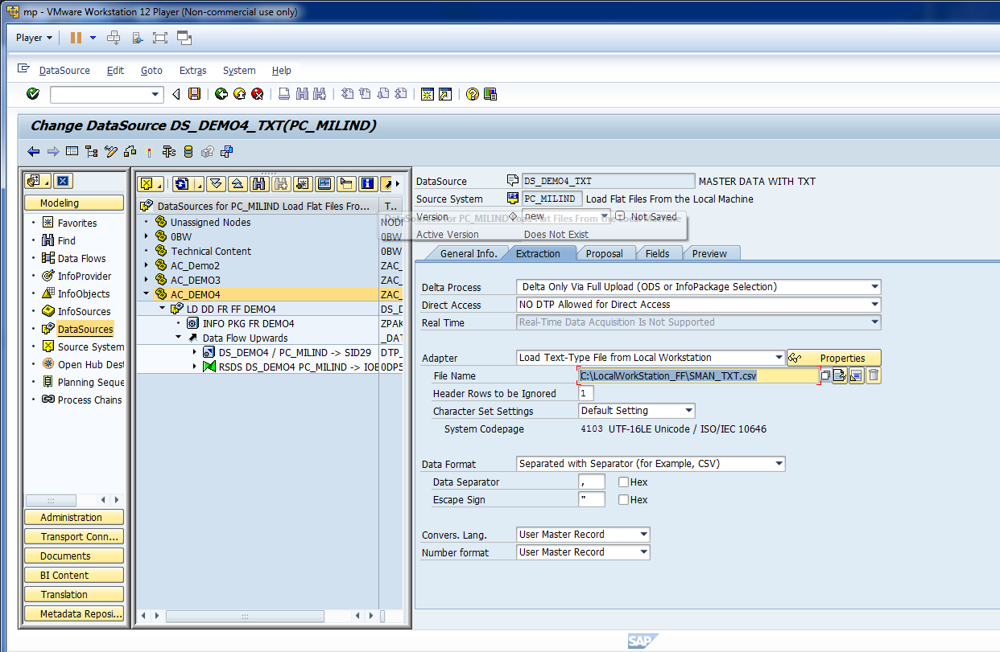 mp - VMware Workstation 12 Player (Non-commercial use only)
Player
DataSource Edit Goto Extras System Help
Change DataSource DS_DEMO4_TXT(PC_MILIND)
Modeling
Favorites
Find
Data Flows
InfoProvider
InfoObjects
InfoSources
DataSources
Source System
Open Hub Dest
Planning Seque
Process Chains
Administration
Transport Conn...
Documents
BI Content
Translation
Metadata Reposi...
DataSources for PC_MILIND Load Flat Files Fro... T..
Unassigned Nodes NODI
0BW 0BW
Technical Content 0BW
AC_Demo2 ZAC_
AC_DEMO3 ZAC_
AC_DEMO4 ZAC_
LD DD FR FF DEMO4 DS_D
INFO PKG FR DEMO4 ZPAK
Data Flow Upwards _DAT
DS_DEMO4 / PC_MILIND -> SID29 DTP_
RSDS DS_DEMO4 PC_MILIND -> IOB 0DP5
DataSource DS_DEMO4_TXT MASTER DATA WITH TXT
Source System PC_MILIND Load Flat Files From the Local Machine
DataSources for PC_MILIND Load Flat Files From the Local Machine
Version new Not Saved
Active Version Does Not Exist
General Info. Extraction Proposal Fields Preview
Delta Process Delta Only Via Full Upload (ODS or InfoPackage Selection)
Direct Access NO DTP Allowed for Direct Access
Real Time Real-Time Data Acquisition Is Not Supported
Adapter Load Text-Type File from Local Workstation Properties
File Name C:\LocalWorkStation_FF\SMAN_TXT.csv
Header Rows to be Ignored 1
Character Set Settings Default Setting
System Codepage 4103 UTF-16LE Unicode / ISO/IEC 10646
Data Format Separated with Separator (for Example, CSV)
Data Separator , Hex
Escape Sign " Hex
Convers. Lang. User Master Record
Number format User Master Record
SAP